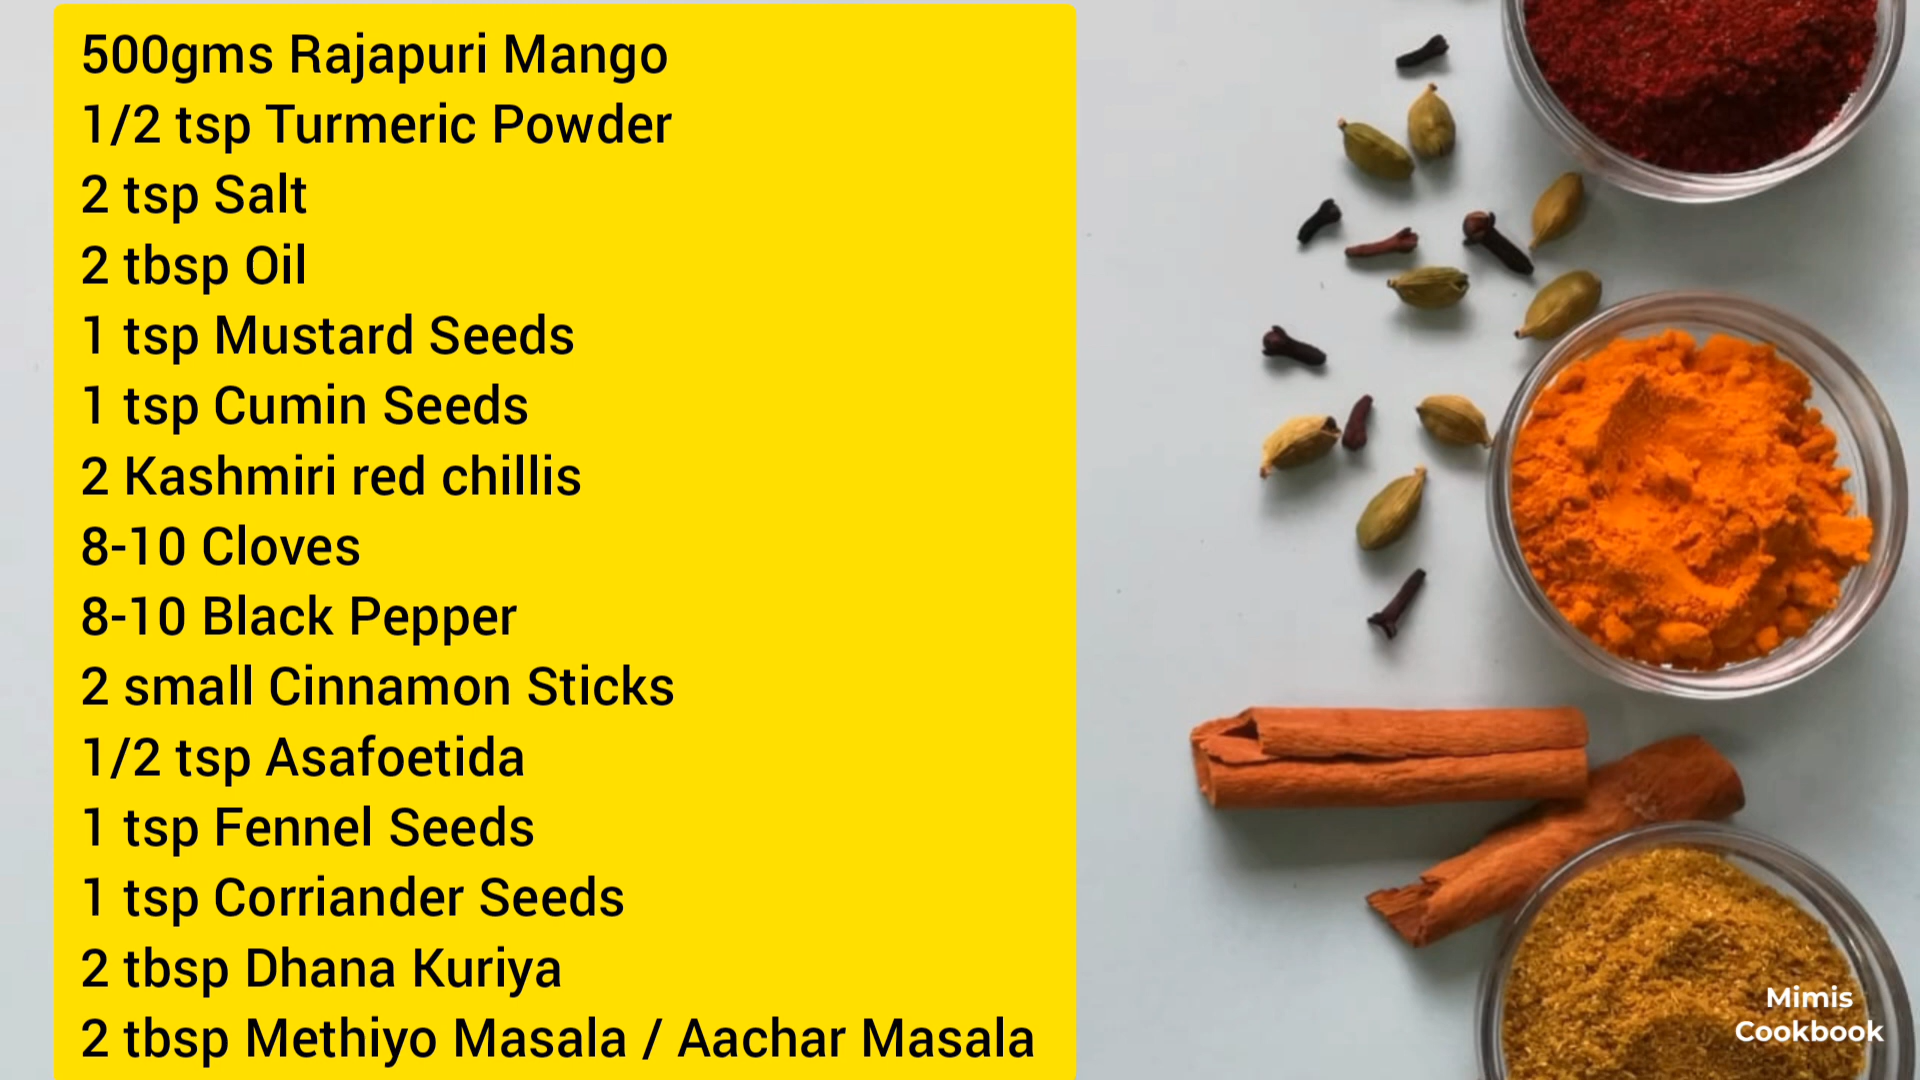 500gms Rajapuri Mango
1/2 tsp Turmeric Powder
2 tsp Salt
2 tbsp Oil
1 tsp Mustard Seeds
1 tsp Cumin Seeds
2 Kashmiri red chillis
8-10 Cloves
8-10 Black Pepper
2 small Cinnamon Sticks
1/2 tsp Asafoetida
1 tsp Fennel Seeds
1 tsp Corriander Seeds
2 tbsp Dhana Kuriya
2 tbsp Methiyo Masala / Aachar Masala
Mimis
Cookbook